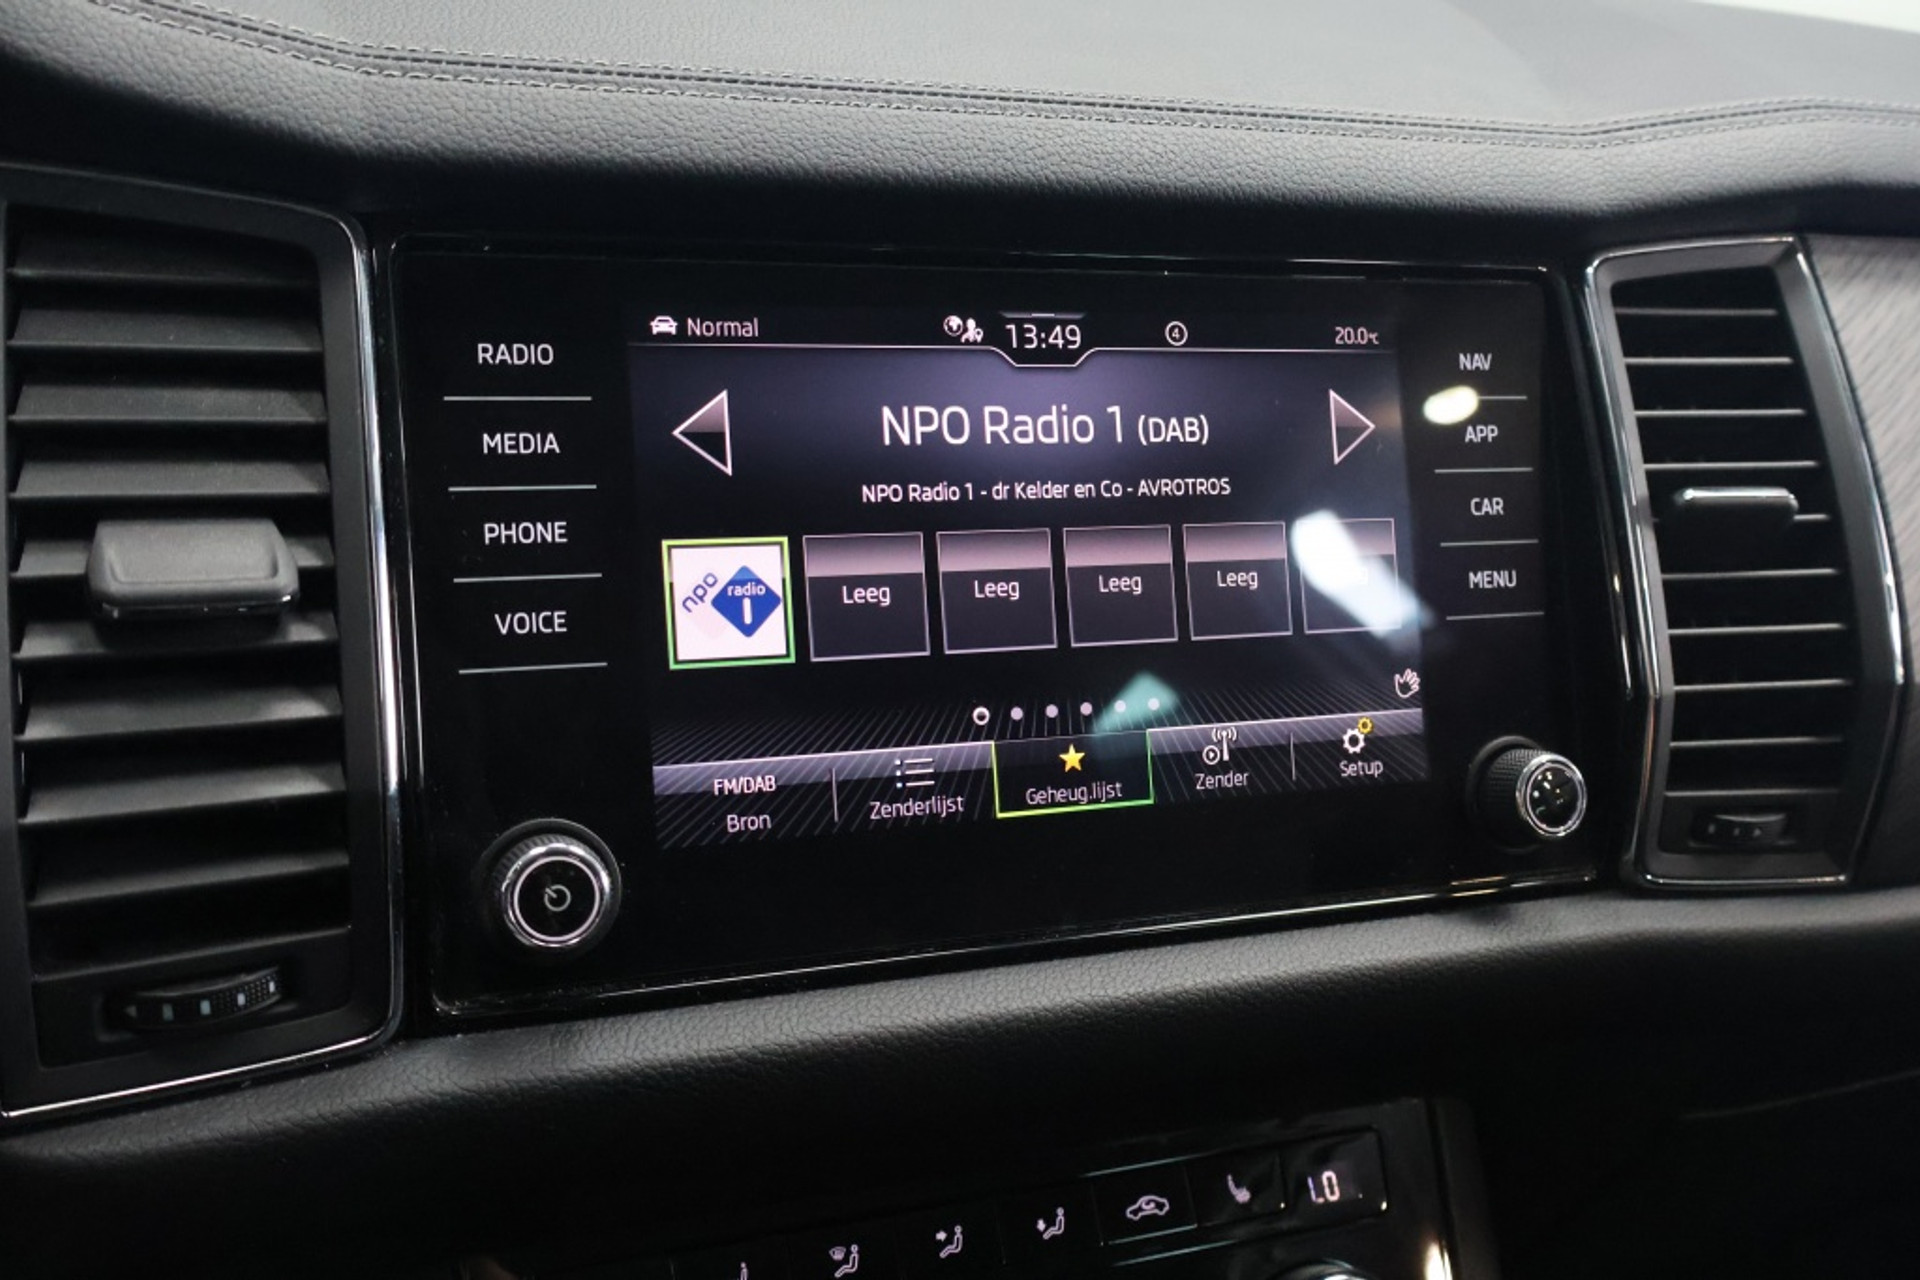 RADIO
MEDIA
PHONE
VOICE
Normal
13:49
4
20.0°C
NPO Radio 1 (DAB)
NPO Radio 1 - dr Kelder en Co - AVROTROS
npo radio 1
Leeg
Leeg
Leeg
Leeg
FM/DAB
Bron
Zenderlijst
Geheug.lijst
Zender
Setup
NAV
APP
CAR
MENU
LO